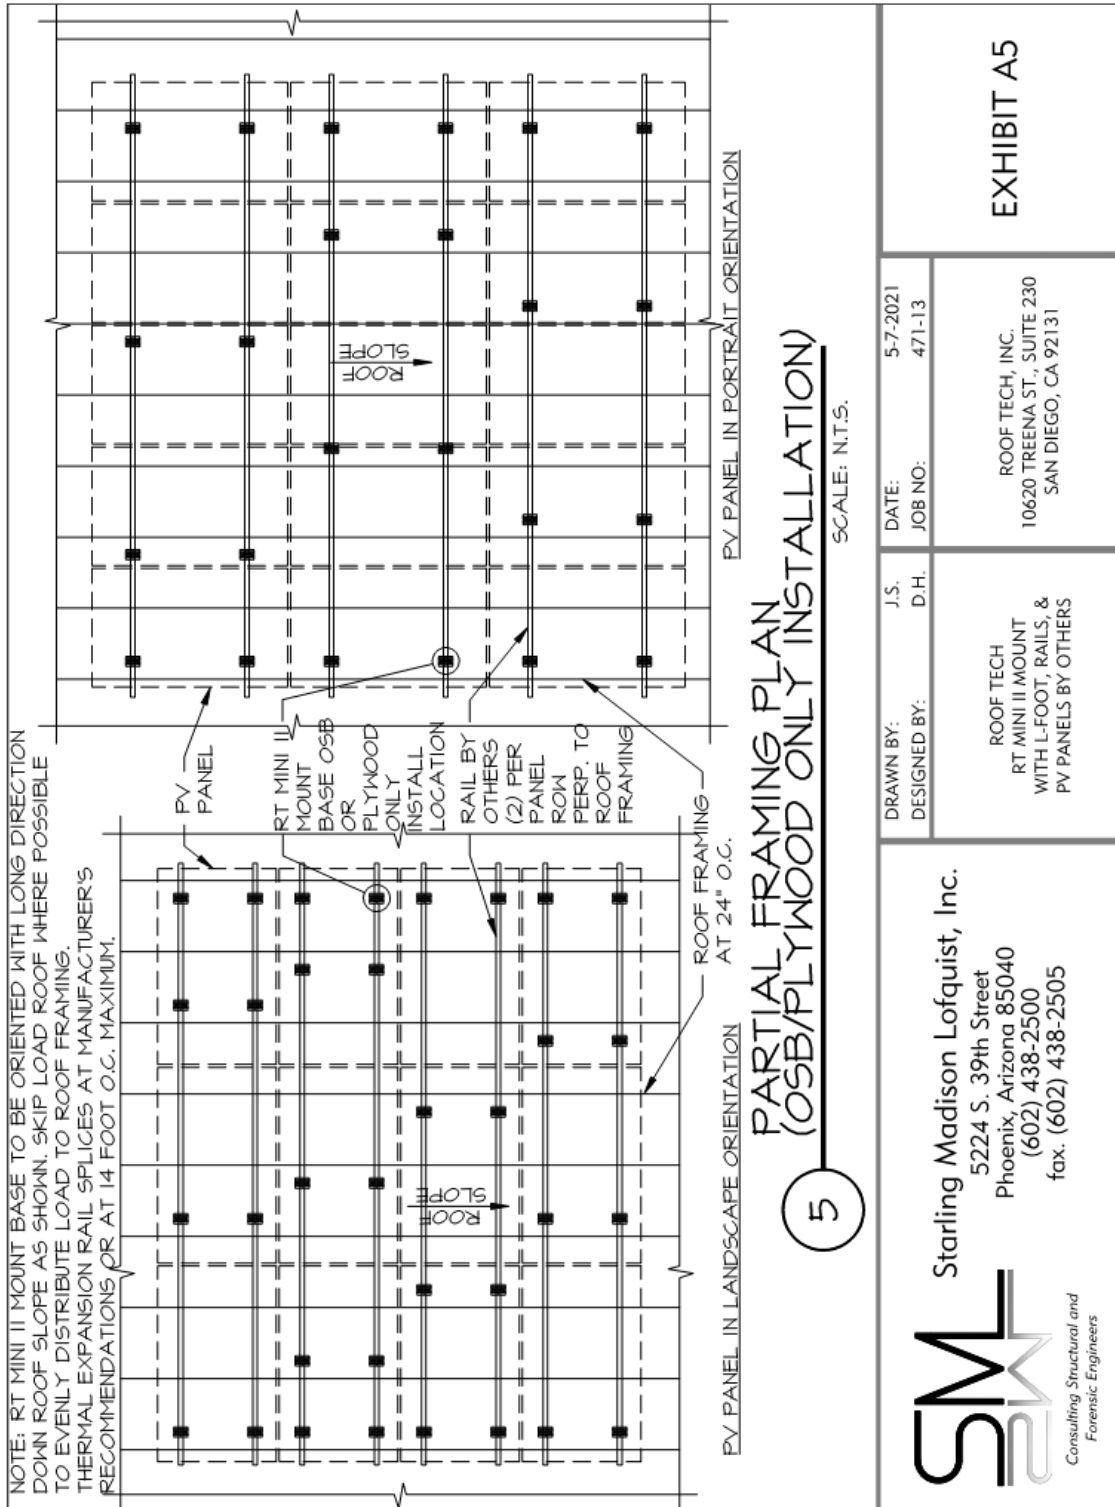 NOTE: RT MINI II MOUNT BASE TO BE ORIENTED WITH LONG DIRECTION
DOWN ROOF SLOPE AS SHOWN. SKIP LOAD ROOF WHERE POSSIBLE
TO EVENLY DISTRIBUTE LOAD TO ROOF FRAMING.
THERMAL EXPANSION RAIL SPLICES AT MANUFACTURER'S
RECOMMENDATIONS OR AT 14 FOOT O.C. MAXIMUM.
PV
PANEL
RT MINI II
MOUNT
BASE OSB
OR
PLYWOOD
ONLY
INSTALL
LOCATION
RAIL BY
OTHERS
(2) PER
PANEL
ROW
PERP. TO
ROOF
FRAMING
ROOF FRAMING
AT 24" O.C.
ROOF
SLOPE
ROOF
SLOPE
PV PANEL IN LANDSCAPE ORIENTATION
PV PANEL IN PORTRAIT ORIENTATION
5
PARTIAL FRAMING PLAN
(OSB/PLYWOOD ONLY INSTALLATION)
SCALE: N.T.S.
SML
Consulting Structural and
Forensic Engineers
Starling Madison Lofquist, Inc.
5224 S. 39th Street
Phoenix, Arizona 85040
(602) 438-2500
fax. (602) 438-2505
DRAWN BY: J.S.
DESIGNED BY: D.H.
ROOF TECH
RT MINI II MOUNT
WITH L-FOOT, RAILS, &
PV PANELS BY OTHERS
DATE: 5-7-2021
JOB NO: 471-13
ROOF TECH, INC.
10620 TREENA ST., SUITE 230
SAN DIEGO, CA 92131
EXHIBIT A5